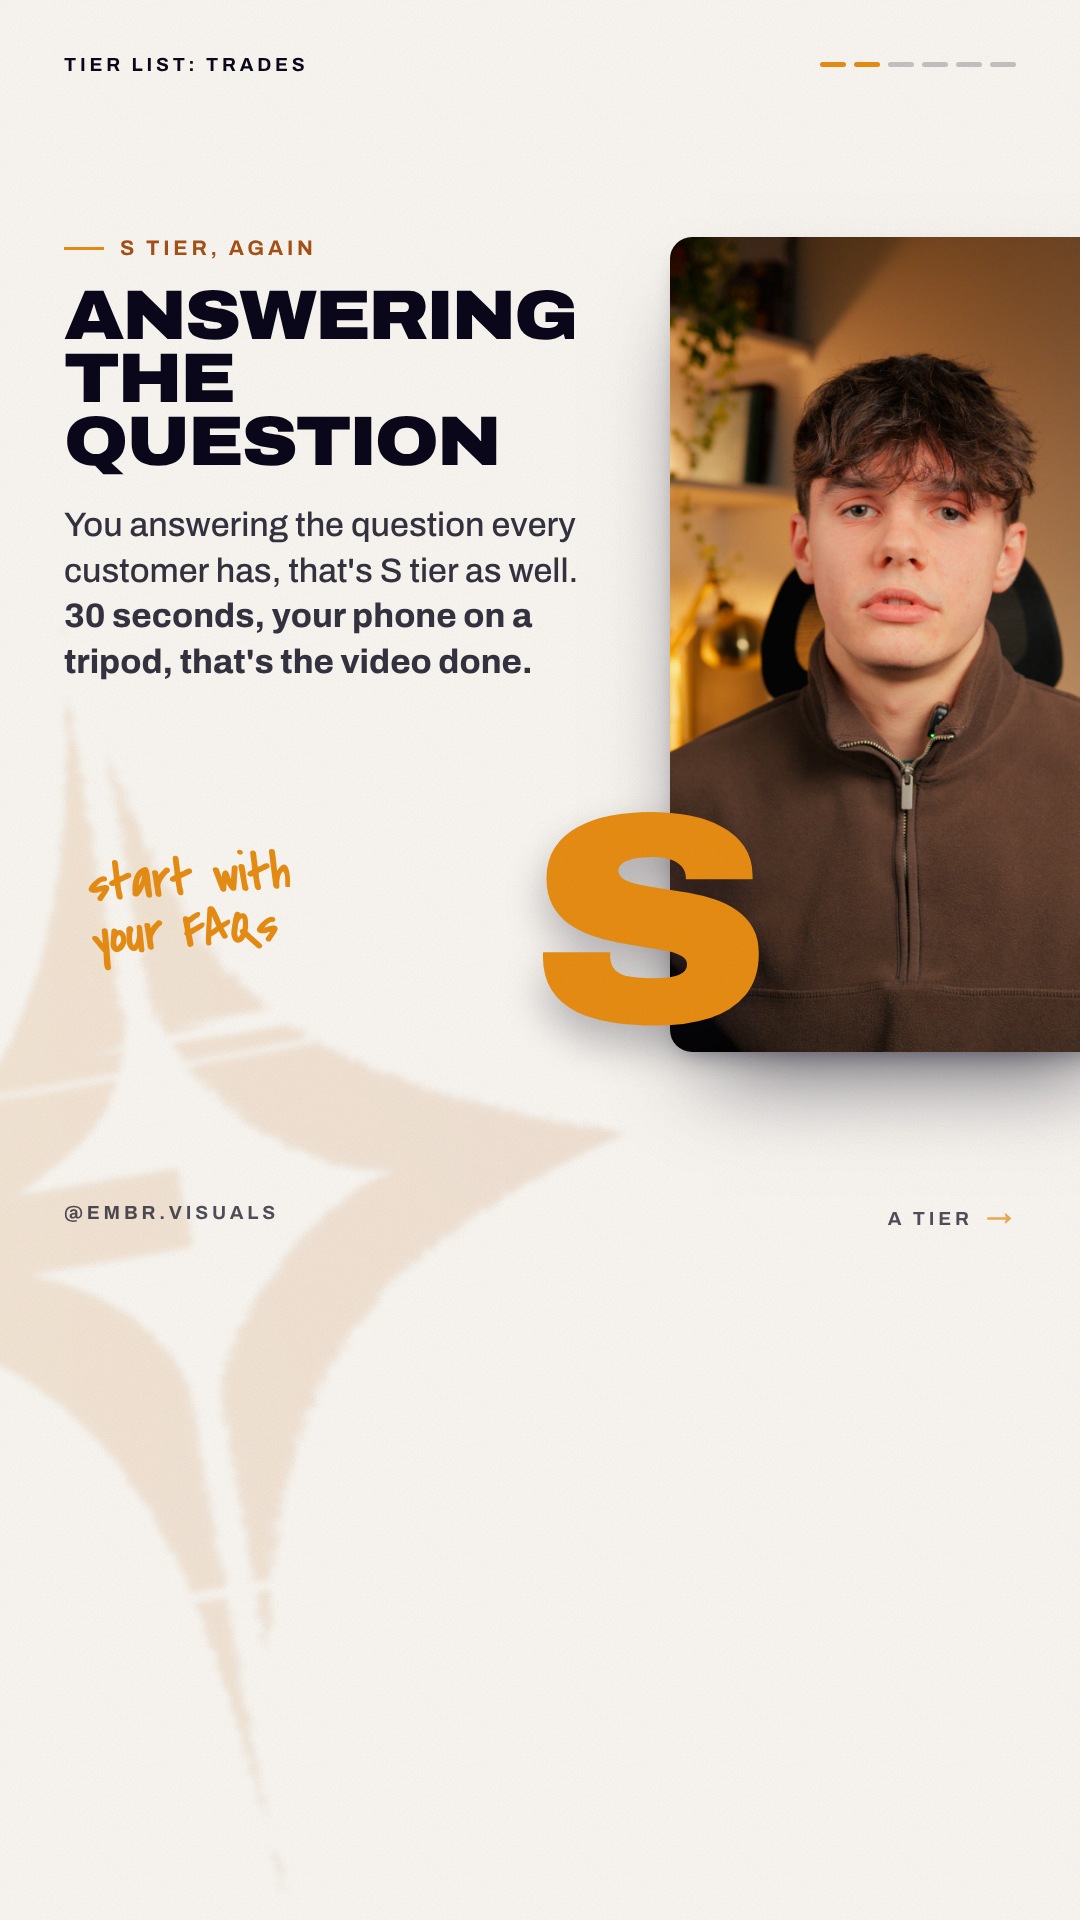 TIER LIST: TRADES
S TIER, AGAIN
ANSWERING
THE
QUESTION
You answering the question every
customer has, that's S tier as well.
30 seconds, your phone on a
tripod, that's the video done.
start with
your FAQs
S
@EMBR.VISUALS
A TIER →